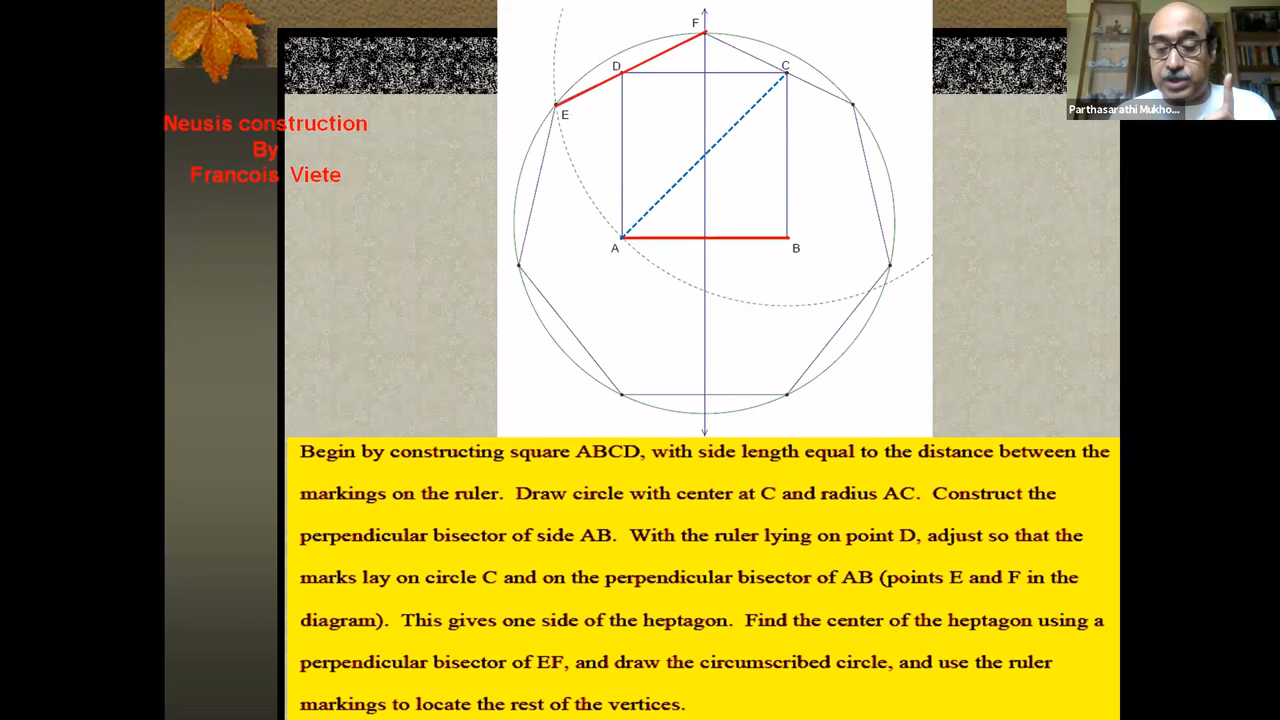 F
D
C
E
A
B
Neusis construction
By
Francois Viete
Parthasarathi Mukho...
Begin by constructing square ABCD, with side length equal to the distance between the
markings on the ruler. Draw circle with center at C and radius AC. Construct the
perpendicular bisector of side AB. With the ruler lying on point D, adjust so that the
marks lay on circle C and on the perpendicular bisector of AB (points E and F in the
diagram). This gives one side of the heptagon. Find the center of the heptagon using a
perpendicular bisector of EF, and draw the circumscribed circle, and use the ruler
markings to locate the rest of the vertices.